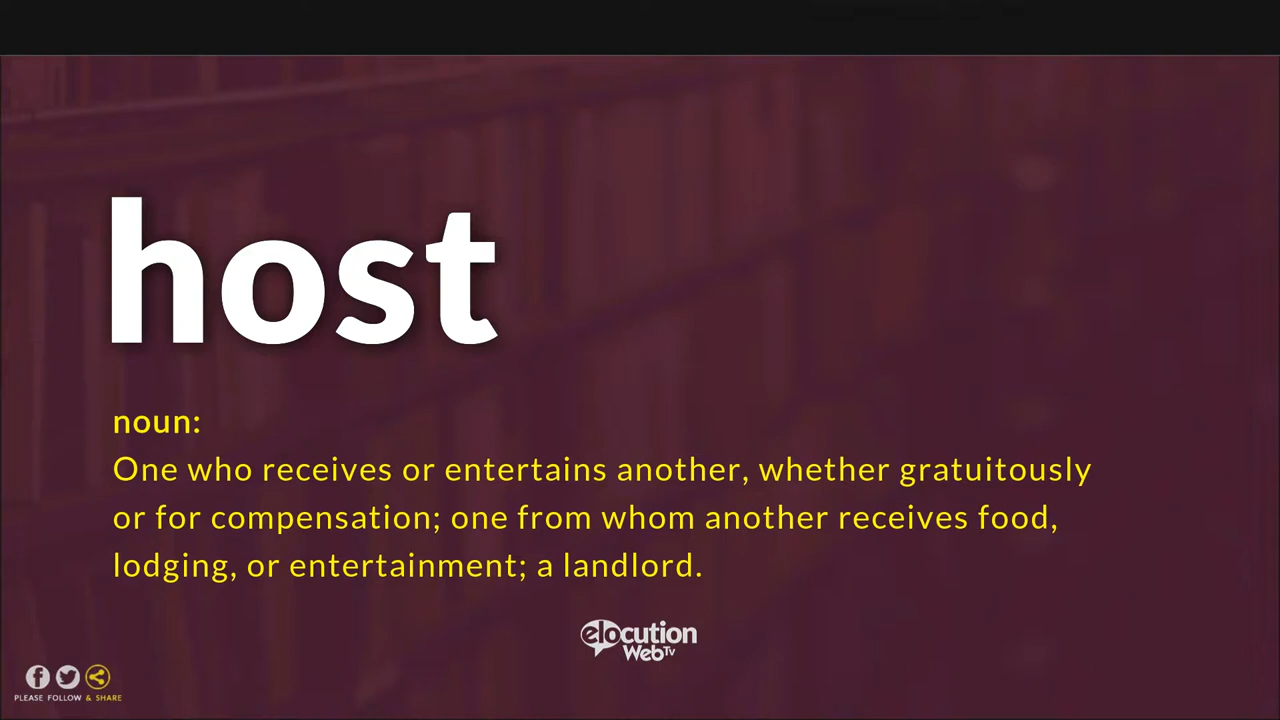 host
noun:
One who receives or entertains another, whether gratuitously
or for compensation; one from whom another receives food,
lodging, or entertainment; a landlord.
elocution
WebTv
PLEASE FOLLOW & SHARE